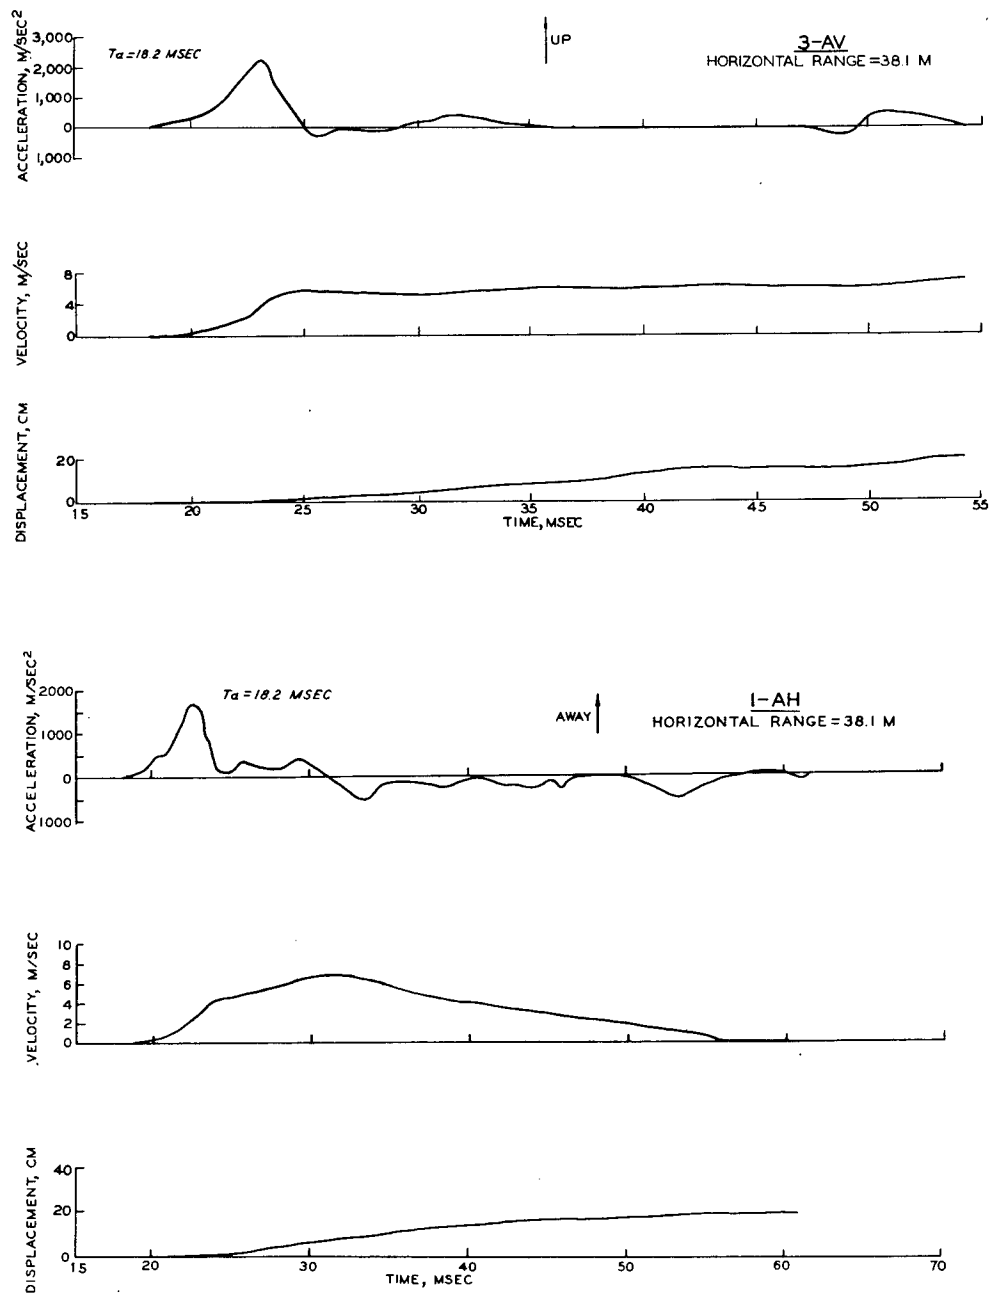 ACCELERATION, M/SEC²
3,000
2,000
1,000
0
1,000
Ta=18.2 MSEC
UP
3-AV
HORIZONTAL RANGE=38.1 M
VELOCITY, M/SEC
8
4
0
DISPLACEMENT, CM
20
0
15 20 25 30 35 40 45 50 55
TIME, MSEC
ACCELERATION, M/SEC²
2000
1000
0
1000
Ta=18.2 MSEC
AWAY
1-AH
HORIZONTAL RANGE=38.1 M
VELOCITY, M/SEC
10
8
6
4
2
0
DISPLACEMENT, CM
40
20
0
15 20 30 40 50 60 70
TIME, MSEC